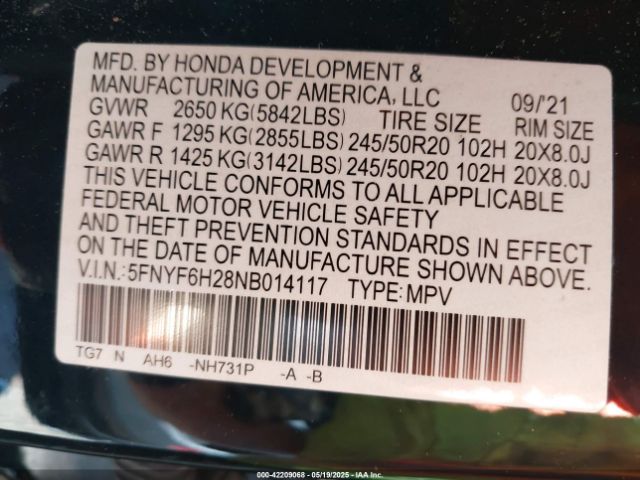 MFD. BY HONDA DEVELOPMENT &
MANUFACTURING OF AMERICA, LLC 09/'21
GVWR 2650 KG(5842LBS) TIRE SIZE RIM SIZE
GAWR F 1295 KG(2855LBS) 245/50R20 102H 20X8.0J
GAWR R 1425 KG(3142LBS) 245/50R20 102H 20X8.0J
THIS VEHICLE CONFORMS TO ALL APPLICABLE
FEDERAL MOTOR VEHICLE SAFETY
AND THEFT PREVENTION STANDARDS IN EFFECT
ON THE DATE OF MANUFACTURE SHOWN ABOVE.
V.I.N.:5FNYF6H28NB014117 TYPE:MPV
TG7 N AH6 -NH731P -A -B
000-42209068 - 05/19/2025 - IAA Inc.